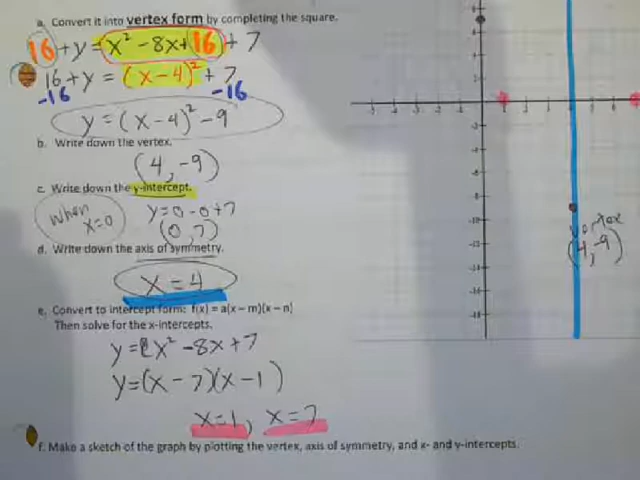 a. Convert it into vertex form by completing the square.
16 + y = x² - 8x + 16 + 7
16 + y = (x - 4)² + 7
-16 -16
y = (x - 4)² - 9
b. Write down the vertex.
(4, -9)
c. Write down the y-intercept.
when x=0
y = 0 - 0 + 7
(0, 7)
d. Write down the axis of symmetry.
x = 4
e. Convert to intercept form: f(x) = a(x - m)(x - n)
Then solve for the x-intercepts.
y = x² - 8x + 7
y = (x - 7)(x - 1)
x = 1, x = 7
f. Make a sketch of the graph by plotting the vertex, axis of symmetry, and x- and y-intercepts.
vertex
(4, -9)